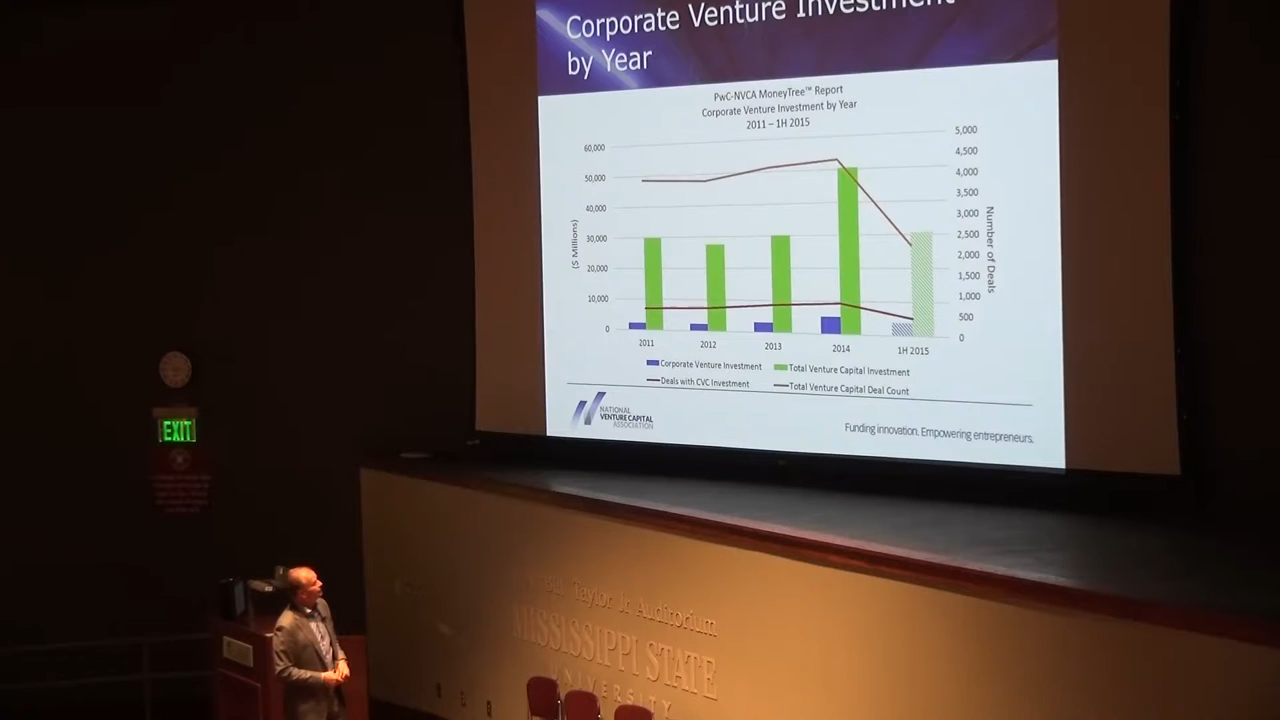 Corporate Venture Investment
by Year
PwC-NVCA MoneyTree™ Report
Corporate Venture Investment by Year
2011 – 1H 2015
60,000
50,000
40,000
30,000
20,000
10,000
0
($ Millions)
5,000
4,500
4,000
3,500
3,000
2,500
2,000
1,500
1,000
500
0
Number of Deals
2011
2012
2013
2014
1H 2015
Corporate Venture Investment
Total Venture Capital Investment
Deals with CVC Investment
Total Venture Capital Deal Count
NATIONAL
VENTURE CAPITAL
ASSOCIATION
Funding innovation. Empowering entrepreneurs.
EXIT
Taylor Jr Auditorium
MISSISSIPPI STATE
UNIVERSITY